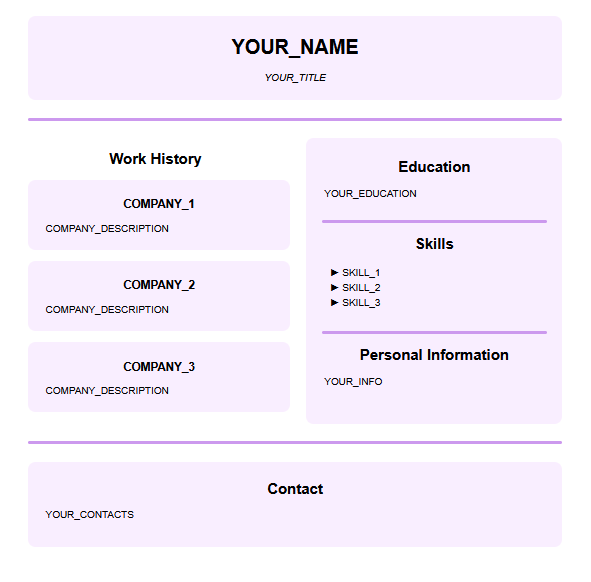 YOUR_NAME
YOUR_TITLE
Work History
COMPANY_1
COMPANY_DESCRIPTION
COMPANY_2
COMPANY_DESCRIPTION
COMPANY_3
COMPANY_DESCRIPTION
Education
YOUR_EDUCATION
Skills
► SKILL_1
► SKILL_2
► SKILL_3
Personal Information
YOUR_INFO
Contact
YOUR_CONTACTS